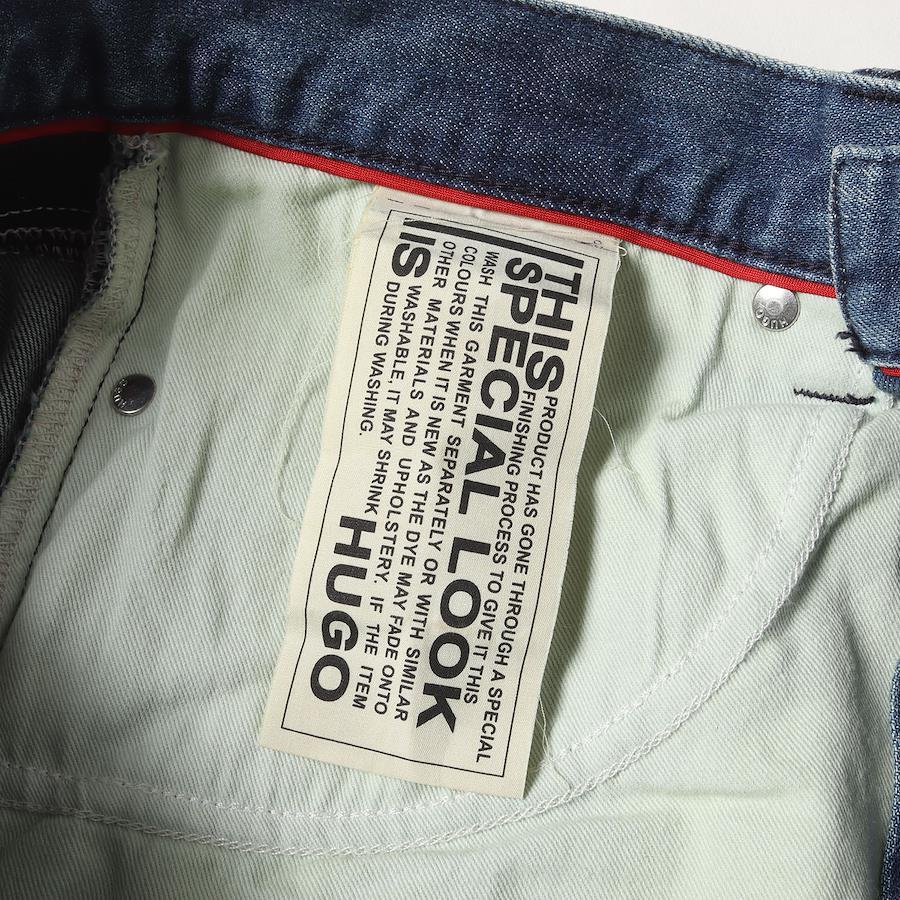 THIS PRODUCT HAS GONE THROUGH A SPECIAL
FINISHING PROCESS TO GIVE IT THIS
SPECIAL LOOK
WASH THIS GARMENT SEPARATELY OR WITH SIMILAR
COLOURS WHEN IT IS NEW AS THE DYE MAY FADE ONTO
OTHER MATERIALS AND UPHOLSTERY. IF THE ITEM
IS WASHABLE, IT MAY SHRINK
DURING WASHING.
HUGO